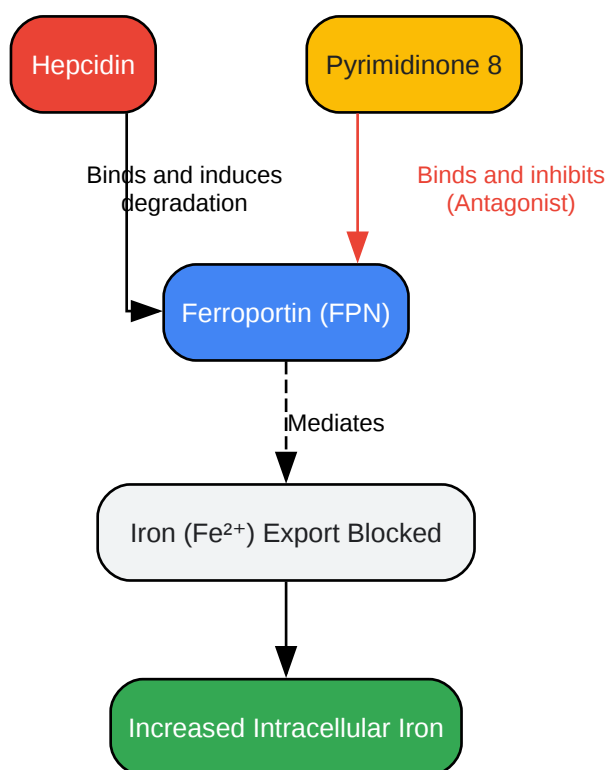 Hepcidin
Pyrimidinone 8
Binds and induces
degradation
Binds and inhibits
(Antagonist)
Ferroportin (FPN)
Mediates
Iron (Fe²⁺) Export Blocked
Increased Intracellular Iron